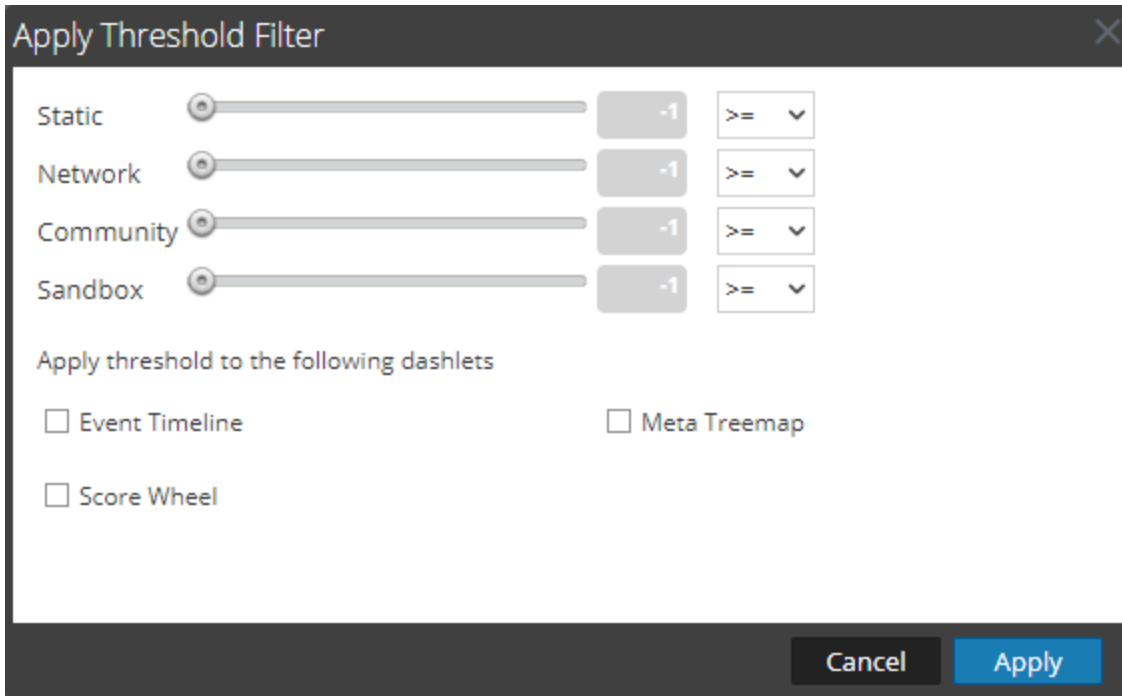 Apply Threshold Filter
Static -1 >=
Network -1 >=
Community -1 >=
Sandbox -1 >=
Apply threshold to the following dashlets
Event Timeline Meta Treemap
Score Wheel
Cancel Apply